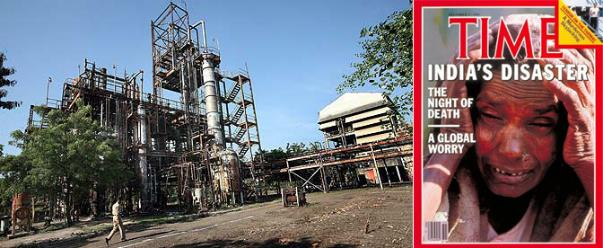 TIME
INDIA'S DISASTER
THE
NIGHT OF
DEATH
A GLOBAL
WORRY